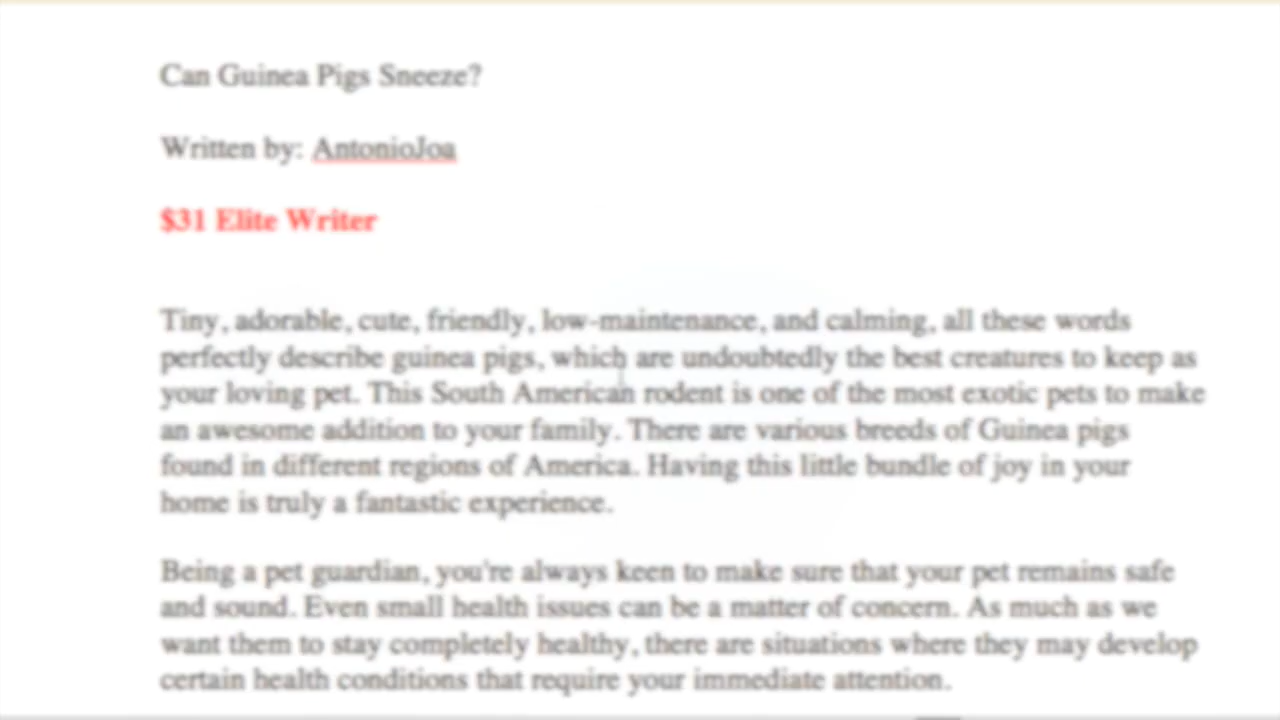 Can Guinea Pigs Sneeze?
Written by: AntonioJoa
$31 Elite Writer
Tiny, adorable, cute, friendly, low-maintenance, and calming, all these words
perfectly describe guinea pigs, which are undoubtedly the best creatures to keep as
your loving pet. This South American rodent is one of the most exotic pets to make
an awesome addition to your family. There are various breeds of Guinea pigs
found in different regions of America. Having this little bundle of joy in your
home is truly a fantastic experience.
Being a pet guardian, you're always keen to make sure that your pet remains safe
and sound. Even small health issues can be a matter of concern. As much as we
want them to stay completely healthy, there are situations where they may develop
certain health conditions that require your immediate attention.